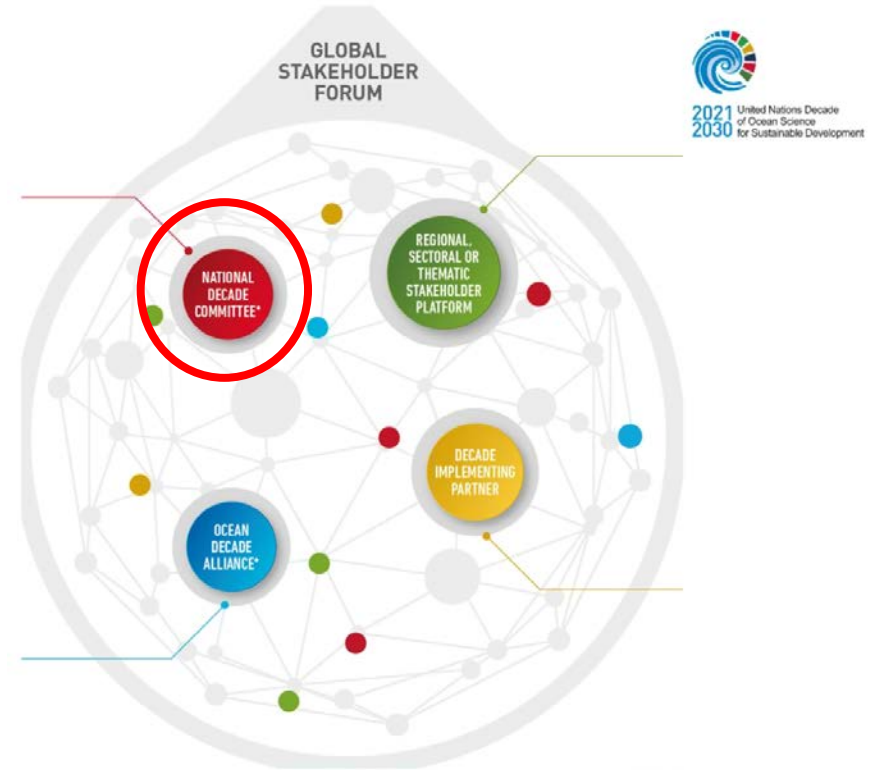 GLOBAL
STAKEHOLDER
FORUM
2021
2030
United Nations Decade
of Ocean Science
for Sustainable Development
NATIONAL
DECADE
COMMITTEE*
REGIONAL,
SECTORAL OR
THEMATIC
STAKEHOLDER
PLATFORM
DECADE
IMPLEMENTING
PARTNER
OCEAN
DECADE
ALLIANCE*